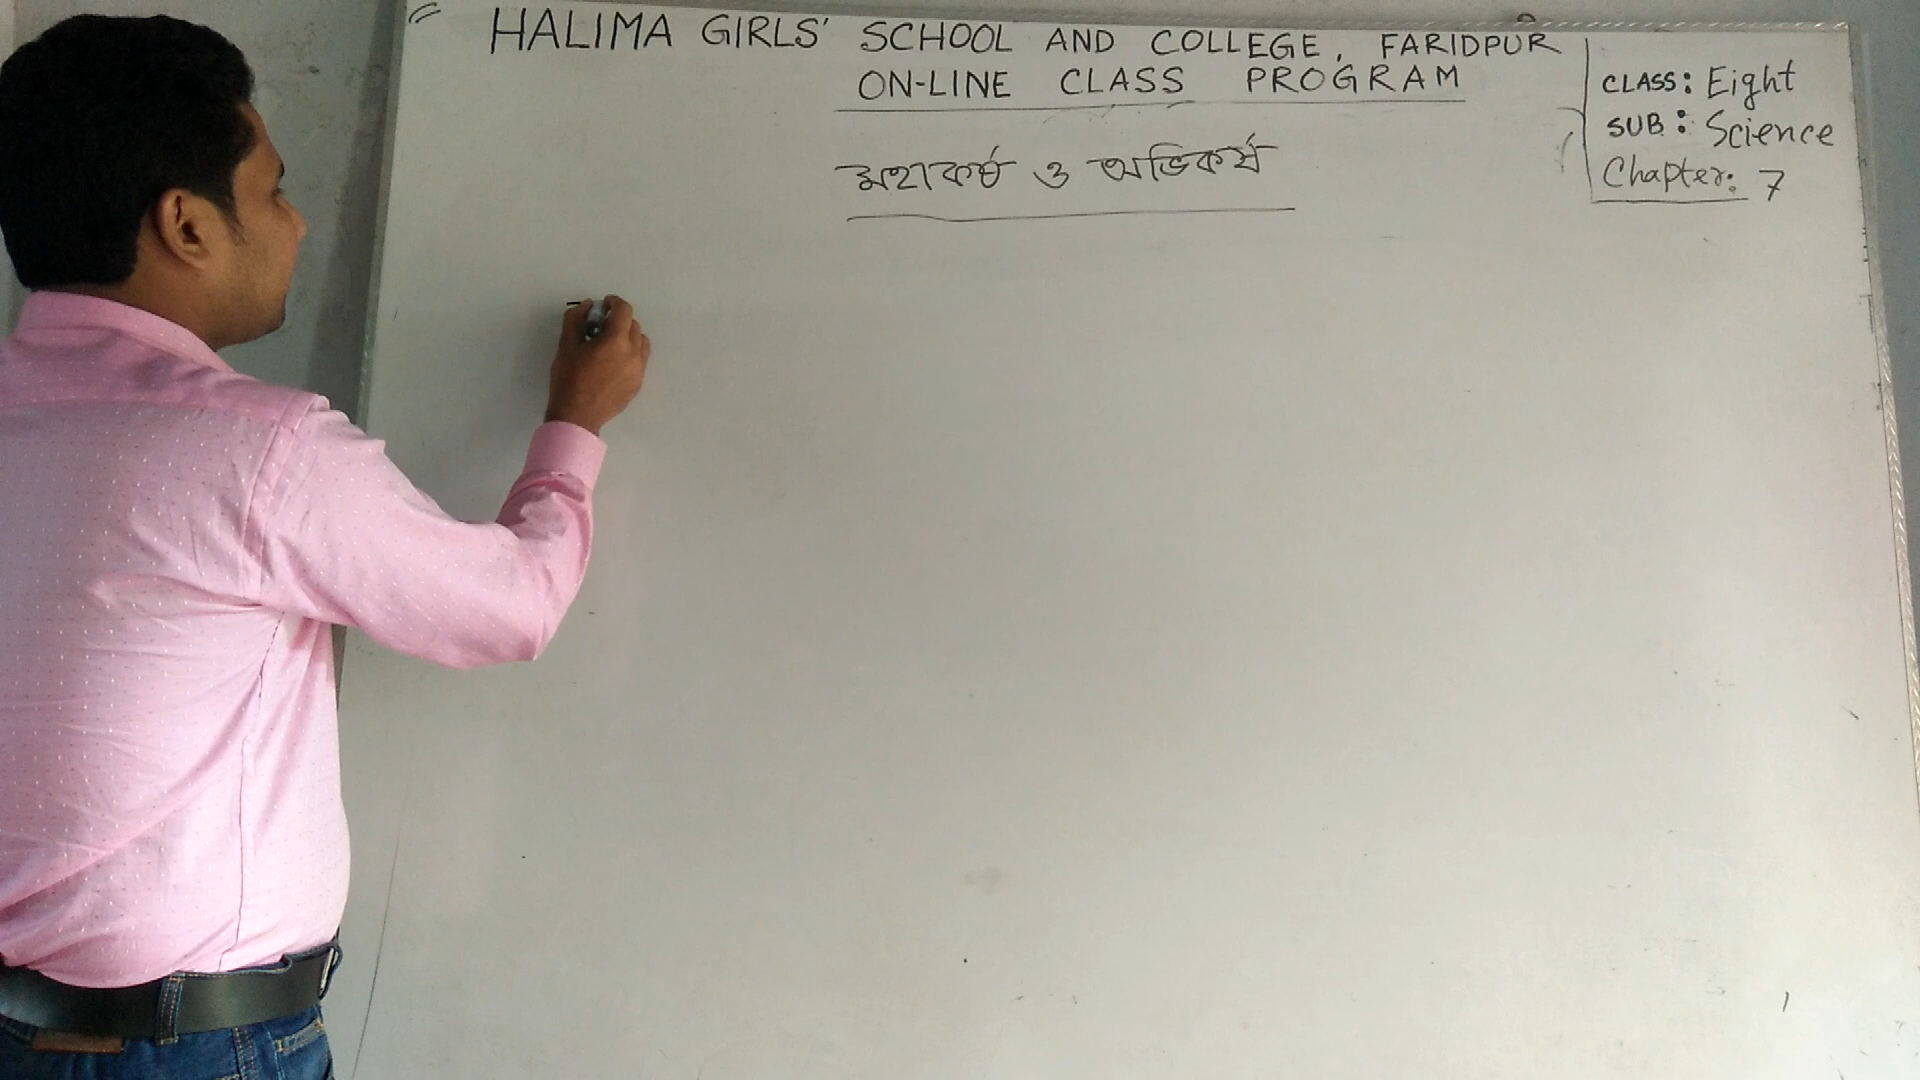 HALIMA GIRLS' SCHOOL AND COLLEGE, FARIDPUR
ON-LINE CLASS PROGRAM
মহাকর্ষ ও অভিকর্ষ
CLASS: Eight
SUB: Science
Chapter: 7